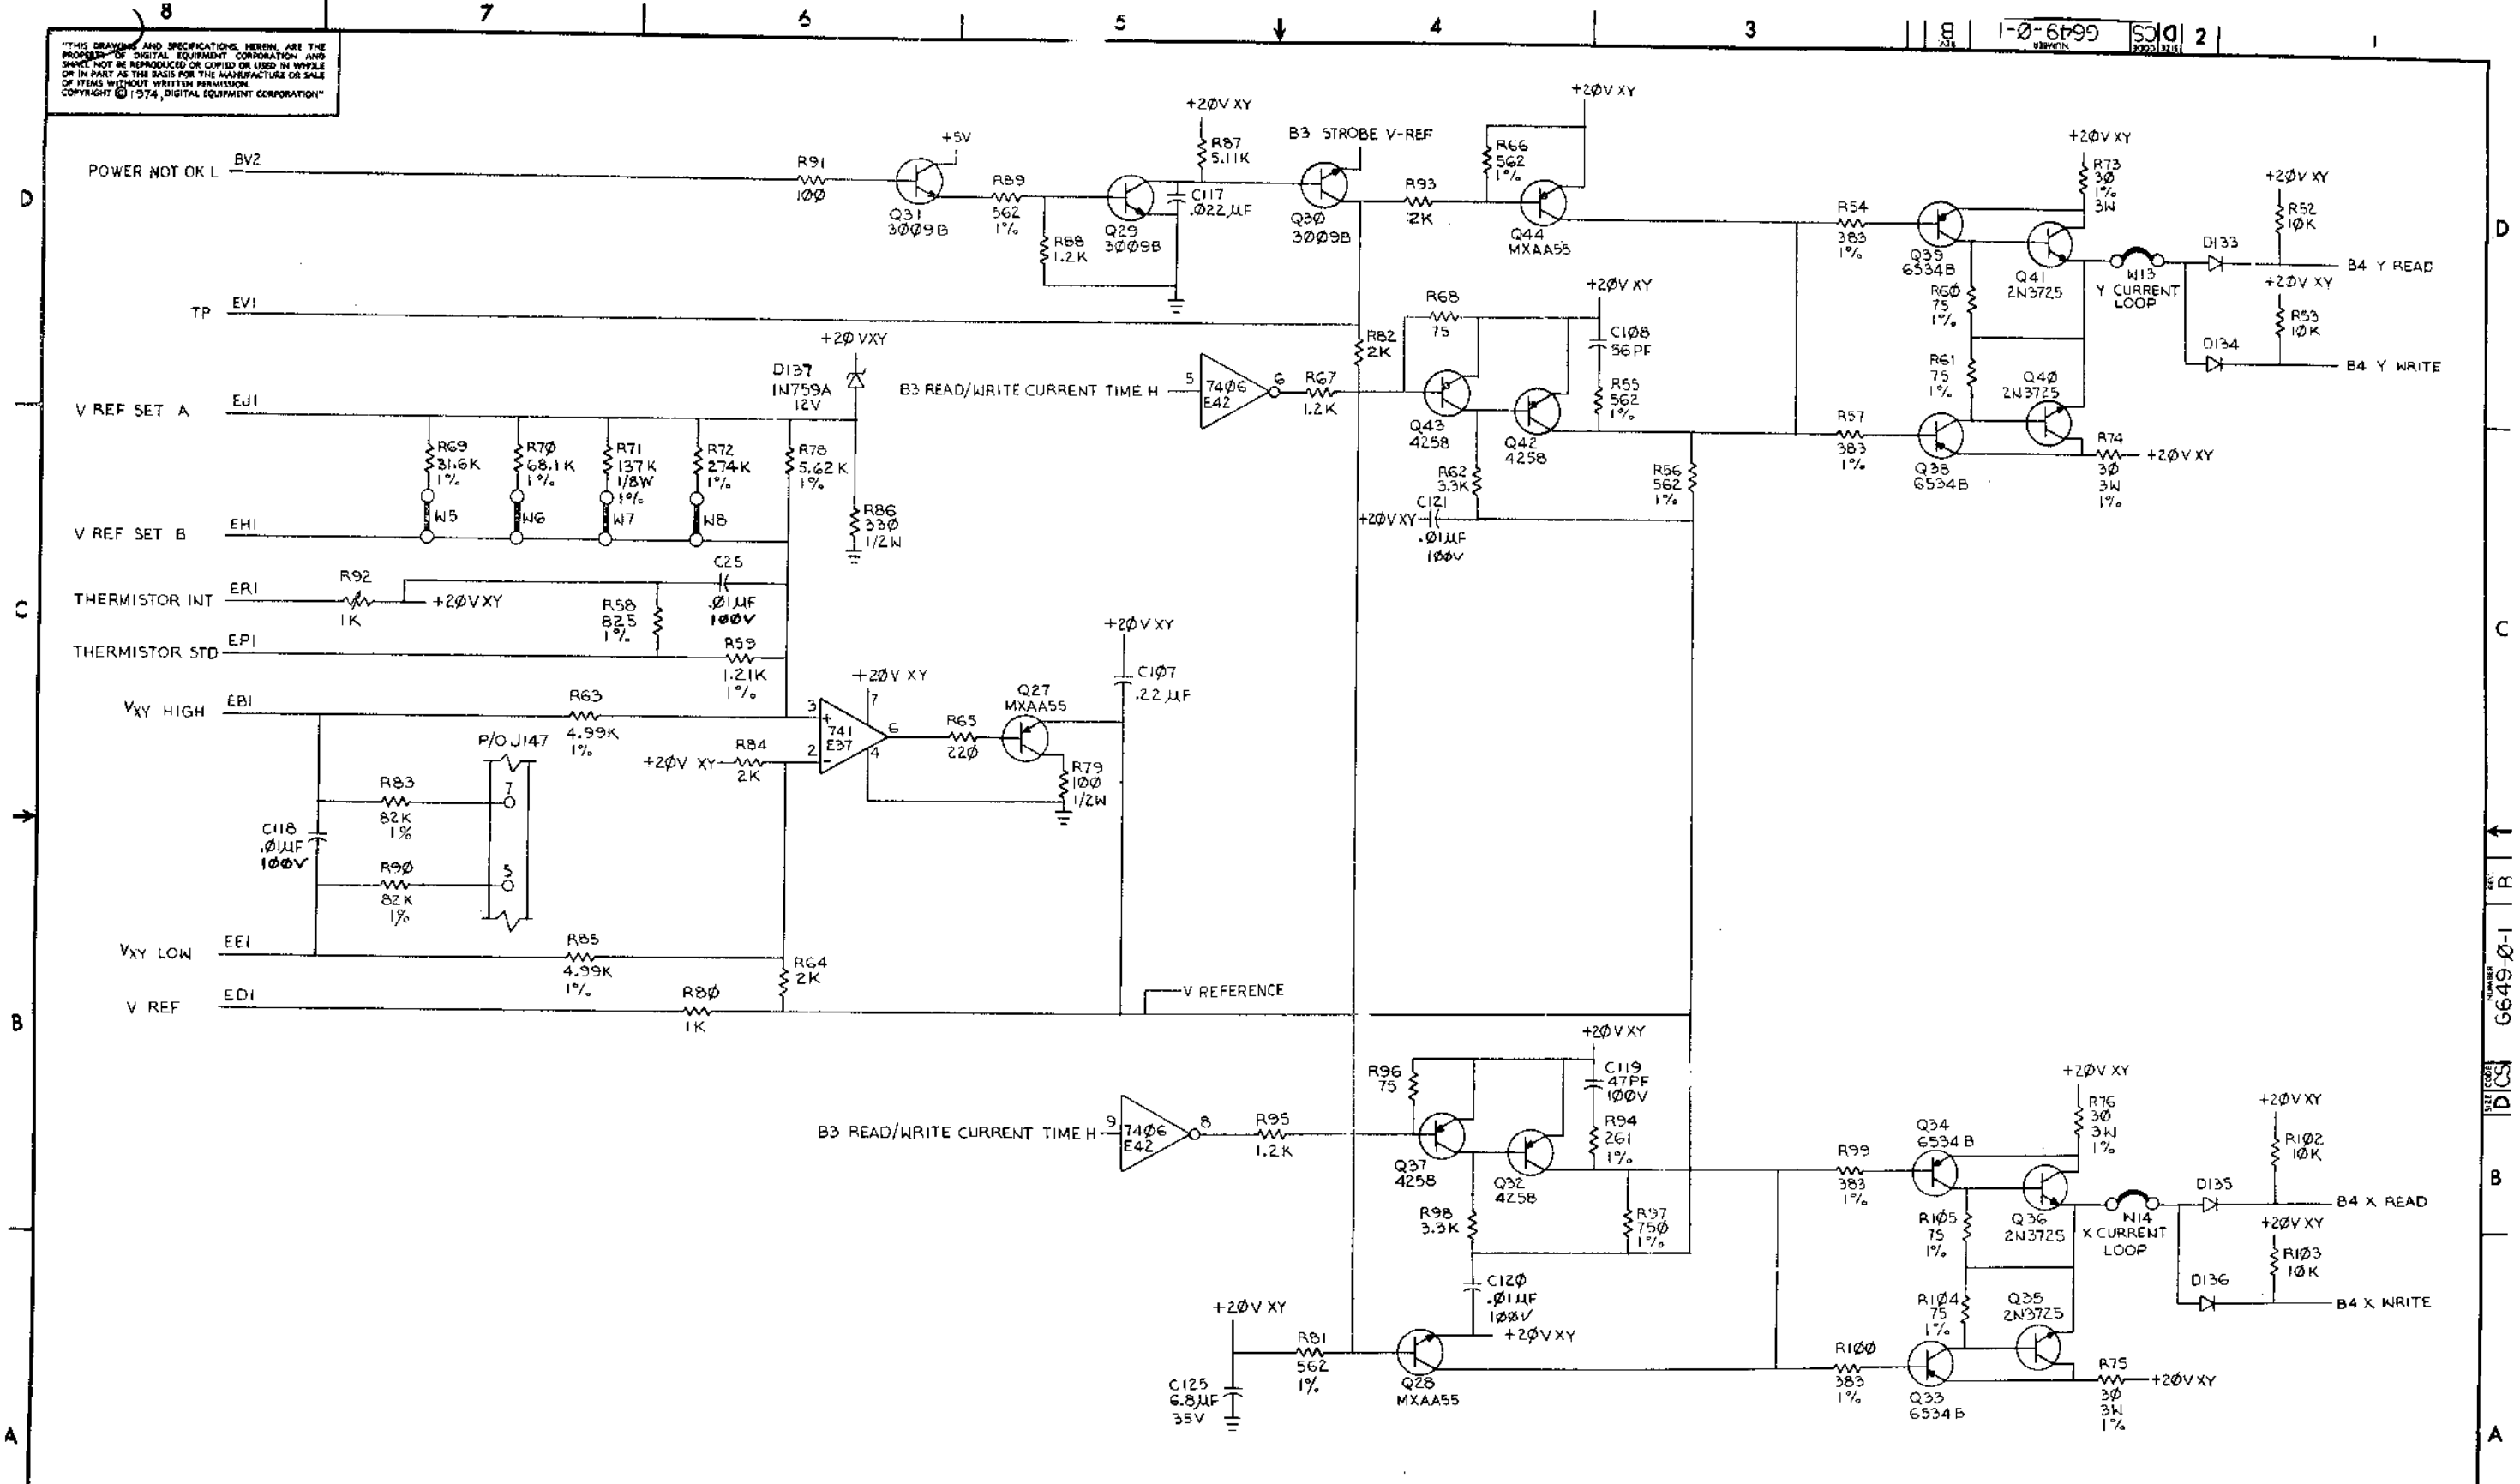 8 7 6 5 4 3 2 1
"THIS DRAWING AND SPECIFICATIONS, HEREIN, ARE THE
PROPERTY OF DIGITAL EQUIPMENT CORPORATION AND
SHALL NOT BE REPRODUCED OR COPIED OR USED IN WHOLE
OR IN PART AS THE BASIS FOR THE MANUFACTURE OR SALE
OF ITEMS WITHOUT WRITTEN PERMISSION.
COPYRIGHT © 1974, DIGITAL EQUIPMENT CORPORATION"
REV. B
NUMBER G649-Ø-1
SIZE CODE D CS
D
POWER NOT OK L BV2
R91
100
Q31
3009B
+5V
R89
562
1%
R88
1.2K
Q29
3009B
+2ØV XY
R87
5.11K
C117
.022µF
B3 STROBE V-REF
Q3Ø
3009B
R93
2K
R66
562
1%
+2ØV XY
Q44
MXAA55
R54
383
1%
Q39
6534B
+2ØV XY
R73
3Ø
1%
3W
Q41
2N3725
R6Ø
75
1%
R61
75
1%
Q4Ø
2N3725
W13
Y CURRENT
LOOP
D133
+2ØV XY
R52
1ØK
B4 Y READ
+2ØV XY
R53
1ØK
D134
B4 Y WRITE
D
TP EV1
R82
2K
R68
75
+2ØV XY
C1Ø8
56PF
R55
562
1%
B3 READ/WRITE CURRENT TIME H
5 7406 E42 6
R67
1.2K
Q43
4258
Q42
4258
R62
3.3K
+2ØV XY
C121
.Ø1µF
1ØØV
R56
562
1%
R57
383
1%
Q38
6534B
R74
3Ø
3W
1%
+2ØV XY
V REF SET A EJ1
+2Ø VXY
D137
1N759A
12V
R69
31.6K
1%
R7Ø
68.1K
1%
R71
137K
1/8W
1%
R72
274K
1%
R78
5.62K
1%
W5
W6
W7
W8
R86
33Ø
1/2W
V REF SET B EH1
C
THERMISTOR INT ER1
R92
1K
+2ØV XY
R58
825
1%
C25
.Ø1µF
1ØØV
THERMISTOR STD EP1
R59
1.21K
1%
C
VXY HIGH EB1
R63
4.99K
1%
+2ØV XY
R84
2K
+2ØV XY
3 + 7 6 2 - 4
741
E37
R65
22Ø
Q27
MXAA55
R79
1ØØ
1/2W
+2ØV XY
C1Ø7
.22µF
P/O J147
R83
82K
1%
7
C118
.Ø1µF
1ØØV
R9Ø
82K
1%
5
VXY LOW EE1
R85
4.99K
1%
R64
2K
V REF ED1
R8Ø
1K
V REFERENCE
B
B3 READ/WRITE CURRENT TIME H
9 7406 E42 8
R95
1.2K
R96
75
+2ØV XY
C119
47PF
1ØØV
R94
261
1%
Q37
4258
Q32
4258
R98
3.3K
R97
75Ø
1%
C12Ø
.Ø1µF
1ØØV
+2ØV XY
+2ØV XY
R81
562
1%
C125
6.8µF
35V
Q28
MXAA55
R99
383
1%
Q34
6534B
+2ØV XY
R76
3Ø
3W
1%
R1Ø5
75
1%
Q36
2N3725
W14
X CURRENT
LOOP
D135
+2ØV XY
R1Ø2
1ØK
B4 X READ
+2ØV XY
R1Ø3
1ØK
D136
B4 X WRITE
R1Ø4
75
1%
Q35
2N3725
R1ØØ
383
1%
Q33
6534B
R75
3Ø
3W
1%
+2ØV XY
B
A
A
SIZE CODE D CS
NUMBER G649-Ø-1
REV. R